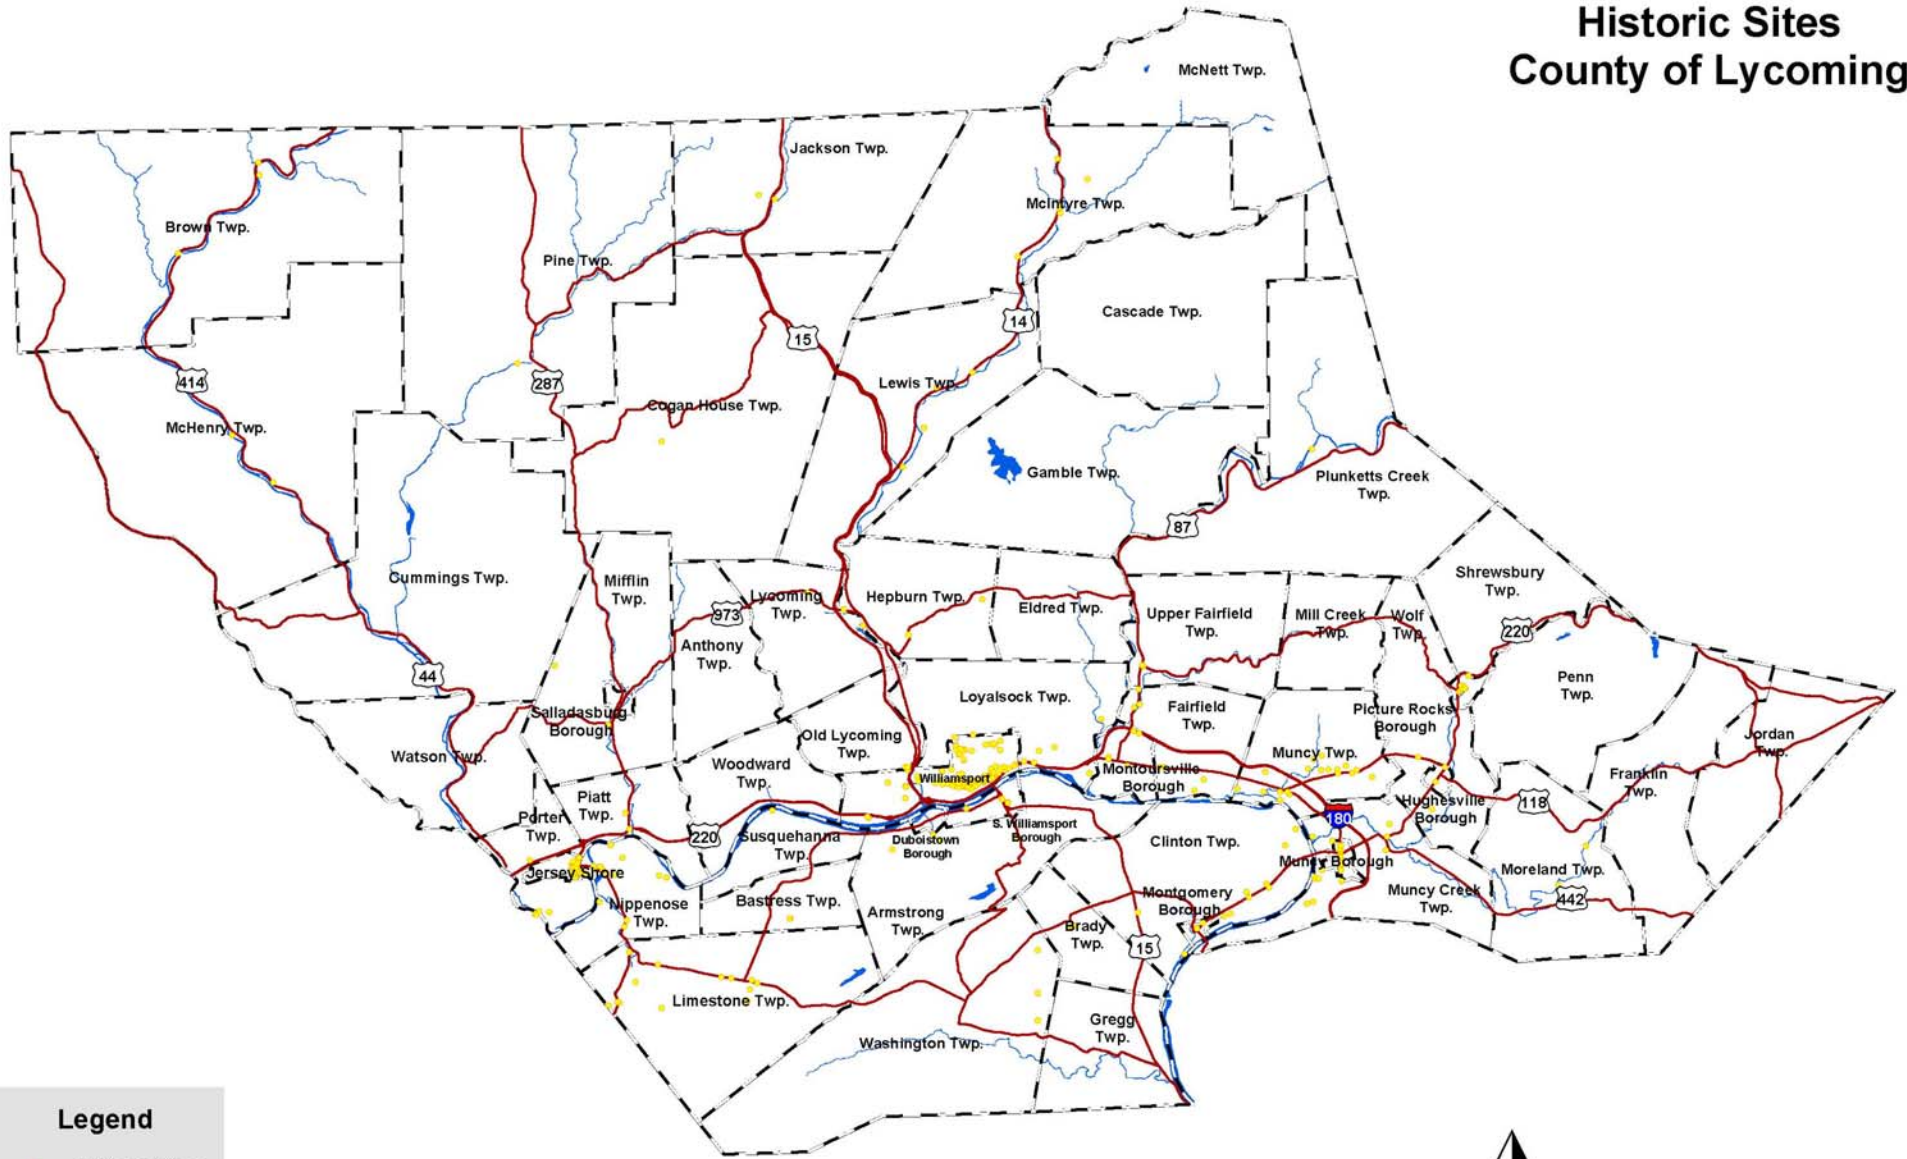 Historic Sites
County of Lycoming
McNett Twp.
Jackson Twp.
McIntyre Twp.
Brown Twp.
Pine Twp.
Cascade Twp.
14
15
414
287
Lewis Twp.
Cogan House Twp.
McHenry Twp.
Gamble Twp.
Plunketts Creek
Twp.
87
Cummings Twp.
Mifflin
Twp.
Shrewsbury
Twp.
Lycoming
Twp.
Hepburn Twp.
Eldred Twp.
973
Upper Fairfield
Twp.
Mill Creek
Twp.
Wolf
Twp.
220
Anthony
Twp.
44
Penn
Twp.
Loyalsock Twp.
Salladasburg
Borough
Fairfield
Twp.
Picture Rocks
Borough
Old Lycoming
Twp.
Jordan
Twp.
Watson Twp.
Woodward
Twp.
Muncy Twp.
Williamsport
Montoursville
Borough
Franklin
Twp.
Piatt
Twp.
Hughesville
Borough
118
Porter
Twp.
180
220
Susquehanna
Twp.
Duboistown
Borough
S. Williamsport
Borough
Clinton Twp.
Jersey Shore
Muncy Borough
Moreland Twp.
Nippenose
Twp.
Bastress Twp.
Armstrong
Twp.
Montgomery
Borough
Muncy Creek
Twp.
442
Brady
Twp.
15
Limestone Twp.
Gregg
Twp.
Washington Twp.
Legend